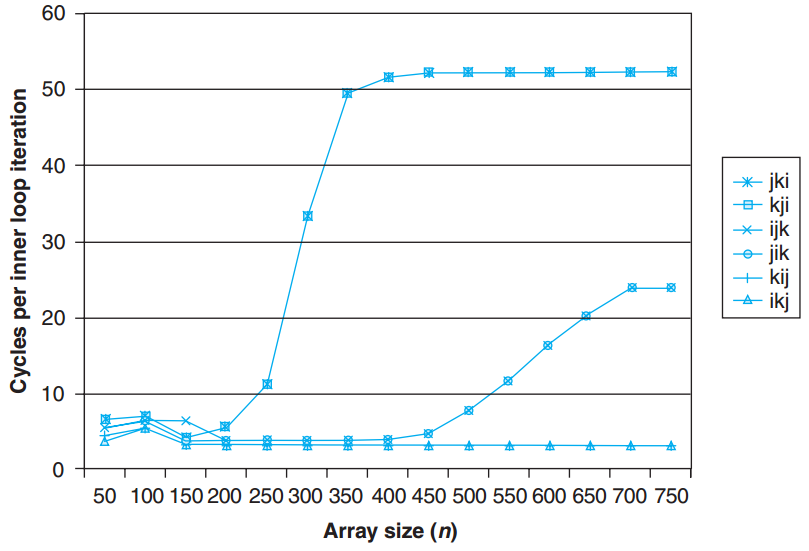 Cycles per inner loop iteration
60
50
40
30
20
10
0
50 100 150 200 250 300 350 400 450 500 550 600 650 700 750
Array size (n)
jki
kji
ijk
jik
kij
ikj